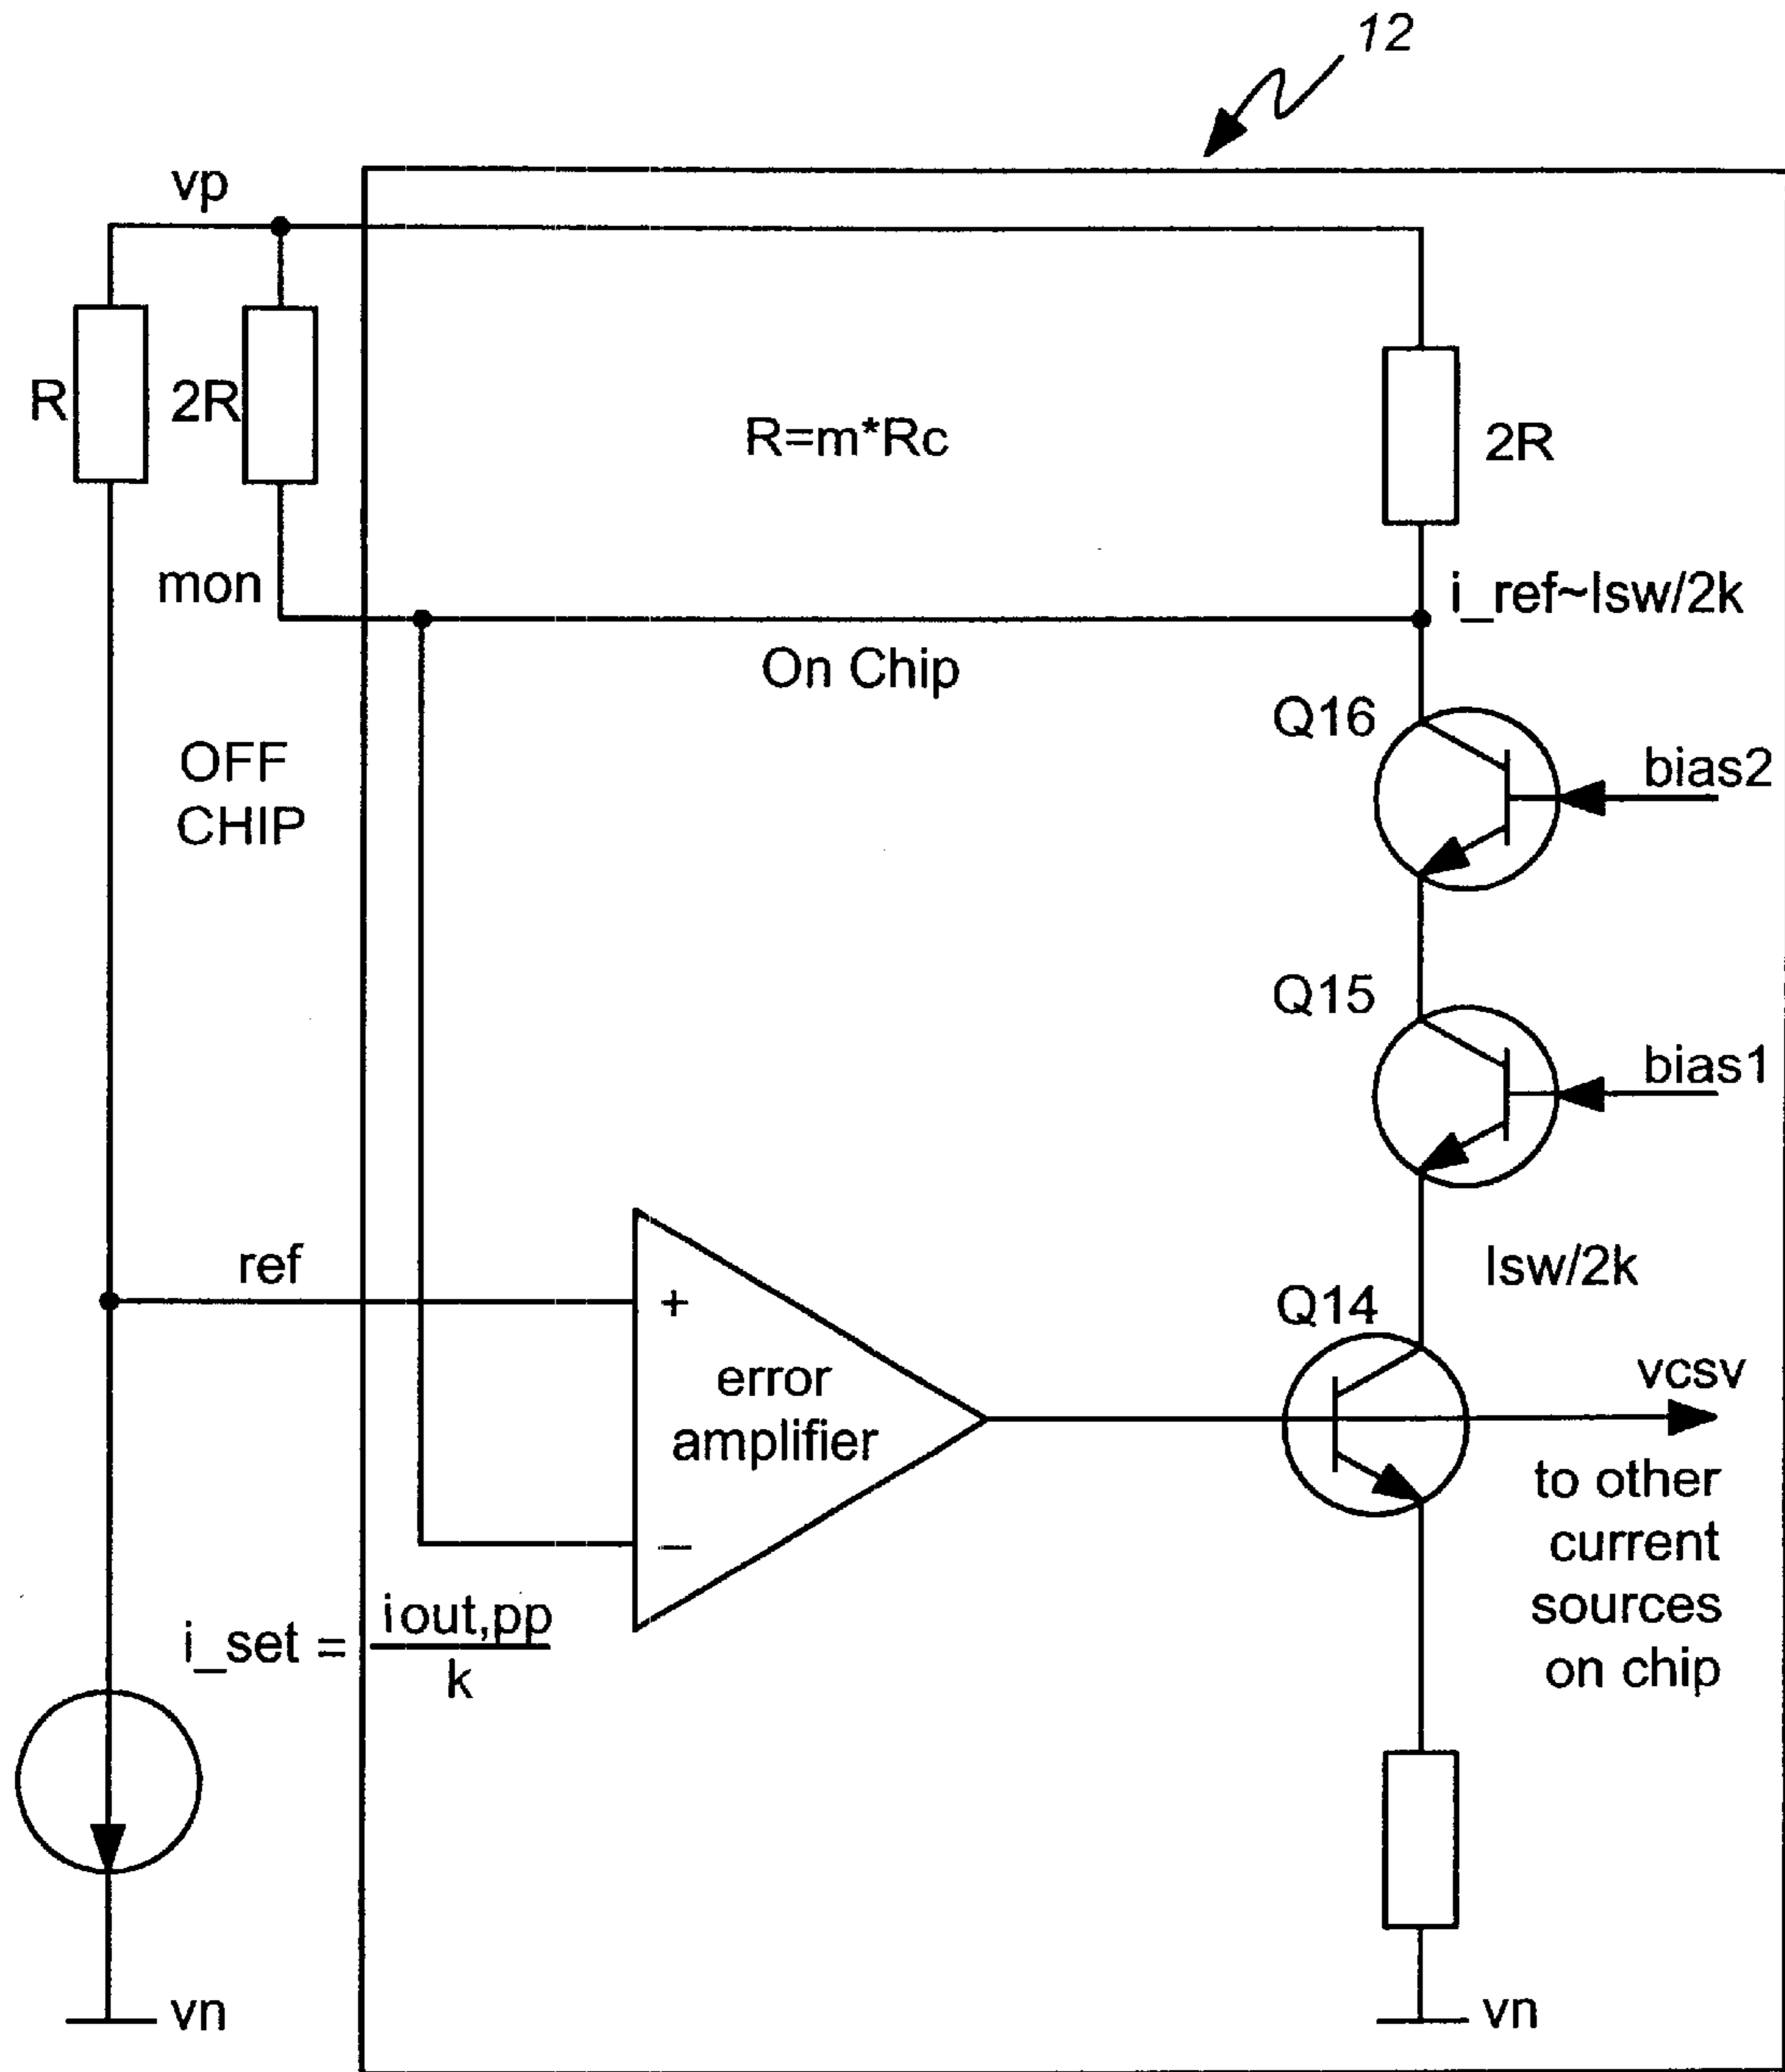 12
vp
R
2R
R=m*Rc
2R
mon
i_ref~Isw/2k
On Chip
Q16
bias2
OFF
CHIP
Q15
bias1
ref
+
Isw/2k
Q14
error
amplifier
vcsv
to other
current
sources
on chip
–
i_set = iout,pp
k
vn
vn